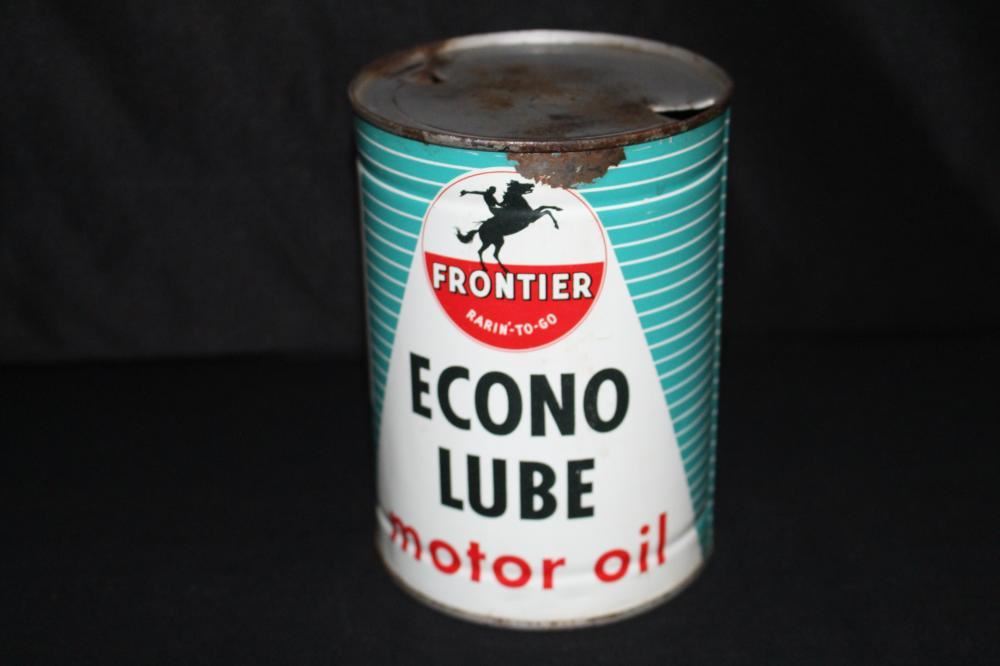 FRONTIER
RARIN'-TO-GO
ECONO
LUBE
motor oil